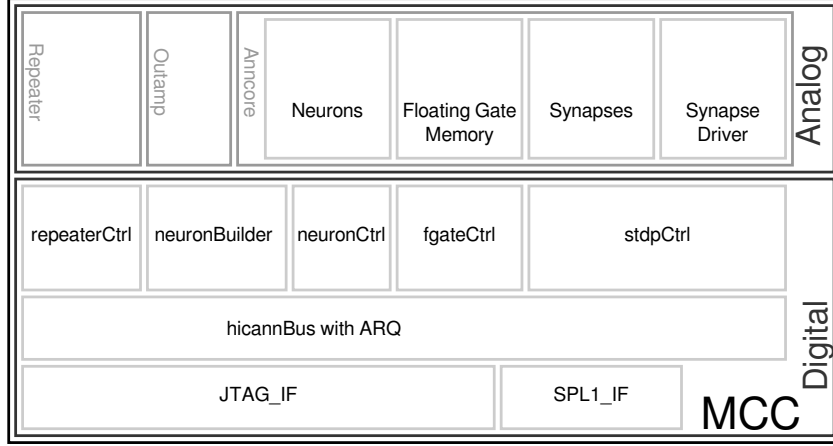 Repeater
Outamp
Anncore
Neurons
Floating Gate
Memory
Synapses
Synapse
Driver
Analog
repeaterCtrl
neuronBuilder
neuronCtrl
fgateCtrl
stdpCtrl
hicannBus with ARQ
JTAG_IF
SPL1_IF
MCC
Digital